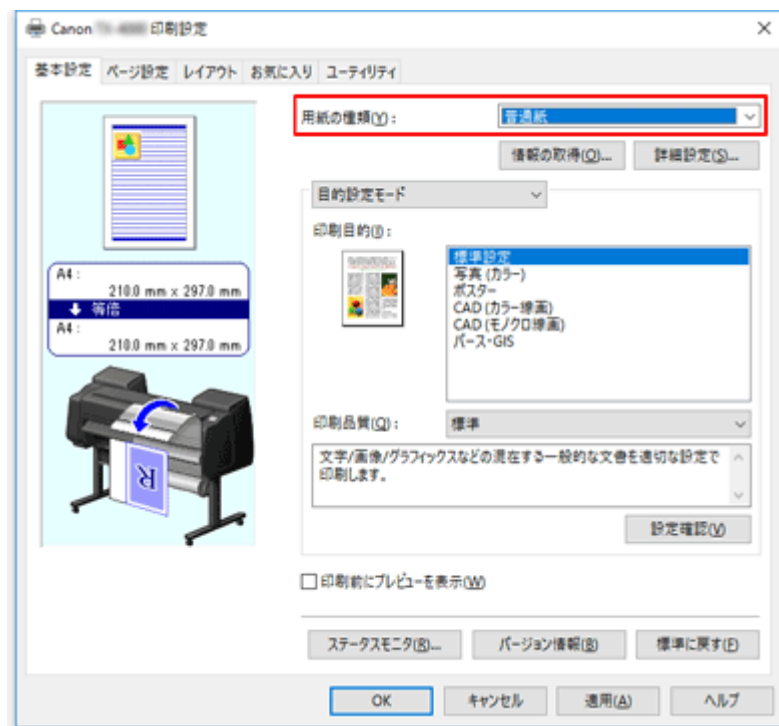 Canon 印刷設定
基本設定 ページ設定 レイアウト お気に入り ユーティリティ
用紙の種類(Y): 普通紙
情報の取得(O)... 詳細設定(S)...
目的設定モード
印刷目的(I):
標準設定
写真 (カラー)
ポスター
CAD (カラー線画)
CAD (モノクロ線画)
パース・GIS
A4 :
210.0 mm x 297.0 mm
等倍
A4 :
210.0 mm x 297.0 mm
R
印刷品質(Q): 標準
文字/画像/グラフィックスなどの混在する一般的な文書を適切な設定で
印刷します。
設定確認(V)
印刷前にプレビューを表示(W)
ステータスモニタ(R)... バージョン情報(B) 標準に戻す(F)
OK キャンセル 適用(A) ヘルプ